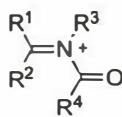 R¹ R³
N⁺
R² O
R⁴